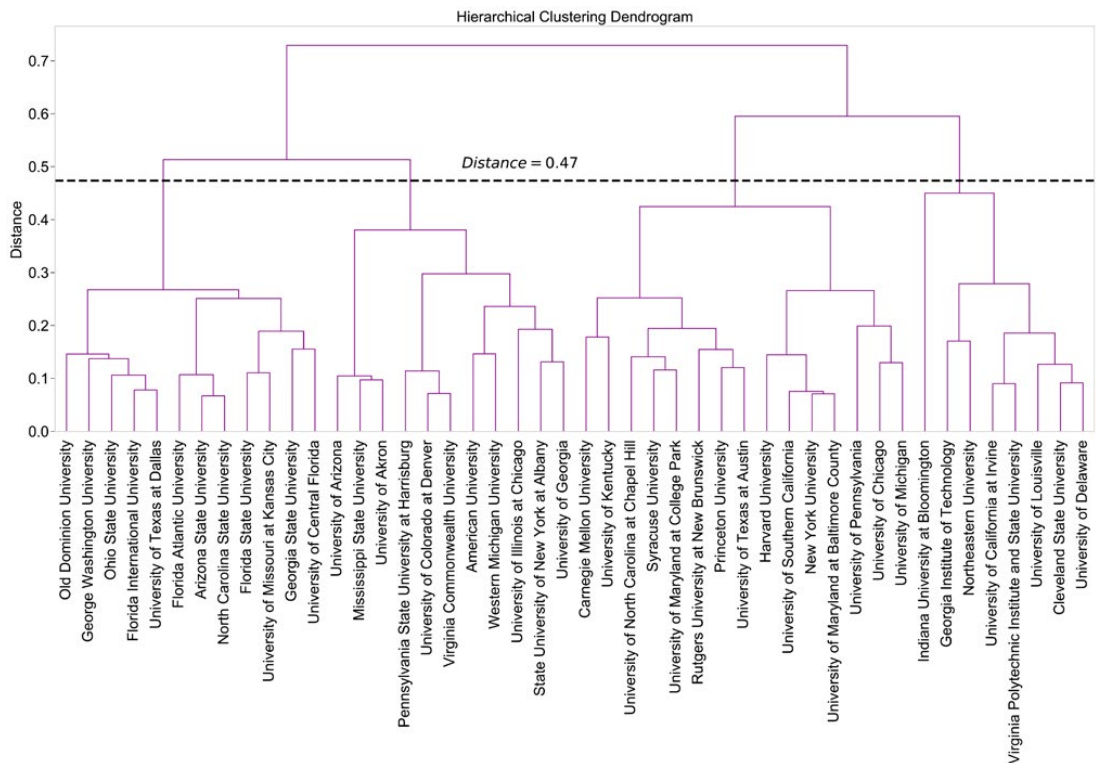 Hierarchical Clustering Dendrogram
Distance
0.7
0.6
0.5
0.4
0.3
0.2
0.1
0.0
Distance = 0.47
Old Dominion University
George Washington University
Ohio State University
Florida International University
University of Texas at Dallas
Florida Atlantic University
Arizona State University
North Carolina State University
Florida State University
University of Missouri at Kansas City
Georgia State University
University of Central Florida
University of Arizona
Mississippi State University
University of Akron
Pennsylvania State University at Harrisburg
University of Colorado at Denver
Virginia Commonwealth University
American University
Western Michigan University
University of Illinois at Chicago
State University of New York at Albany
University of Georgia
Carnegie Mellon University
University of Kentucky
University of North Carolina at Chapel Hill
Syracuse University
University of Maryland at College Park
Rutgers University at New Brunswick
Princeton University
University of Texas at Austin
Harvard University
University of Southern California
New York University
University of Maryland at Baltimore County
University of Pennsylvania
University of Chicago
University of Michigan
Indiana University at Bloomington
Georgia Institute of Technology
Northeastern University
University of California at Irvine
Virginia Polytechnic Institute and State University
University of Louisville
Cleveland State University
University of Delaware